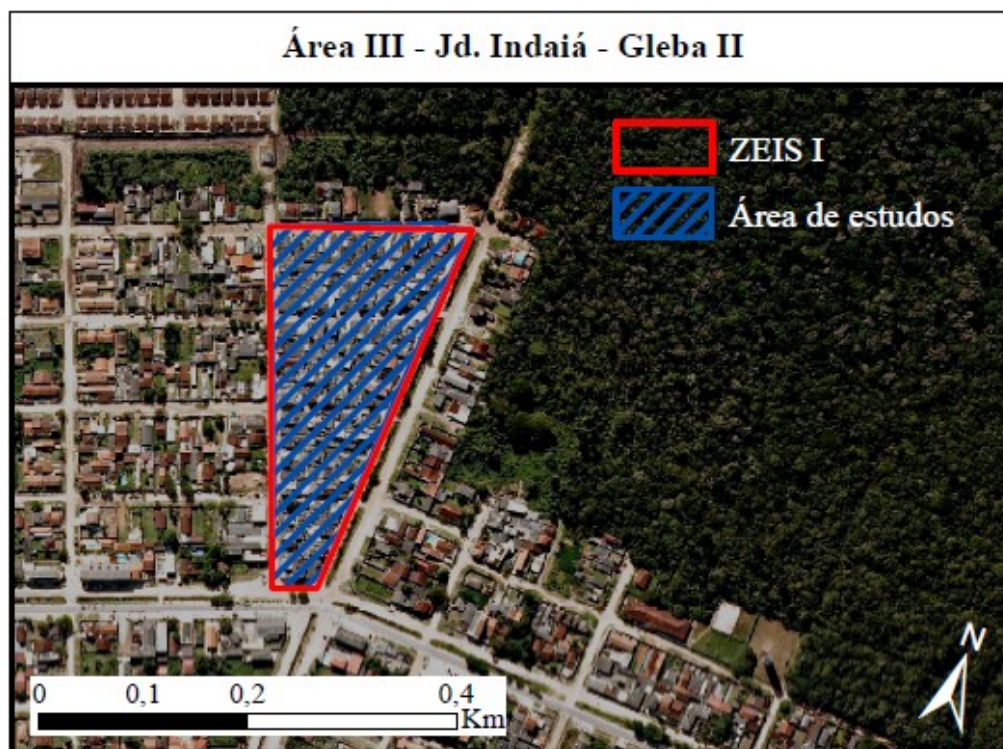 Área III - Jd. Indaiá - Gleba II
ZEIS I
Área de estudos
N
0 0,1 0,2 0,4
Km